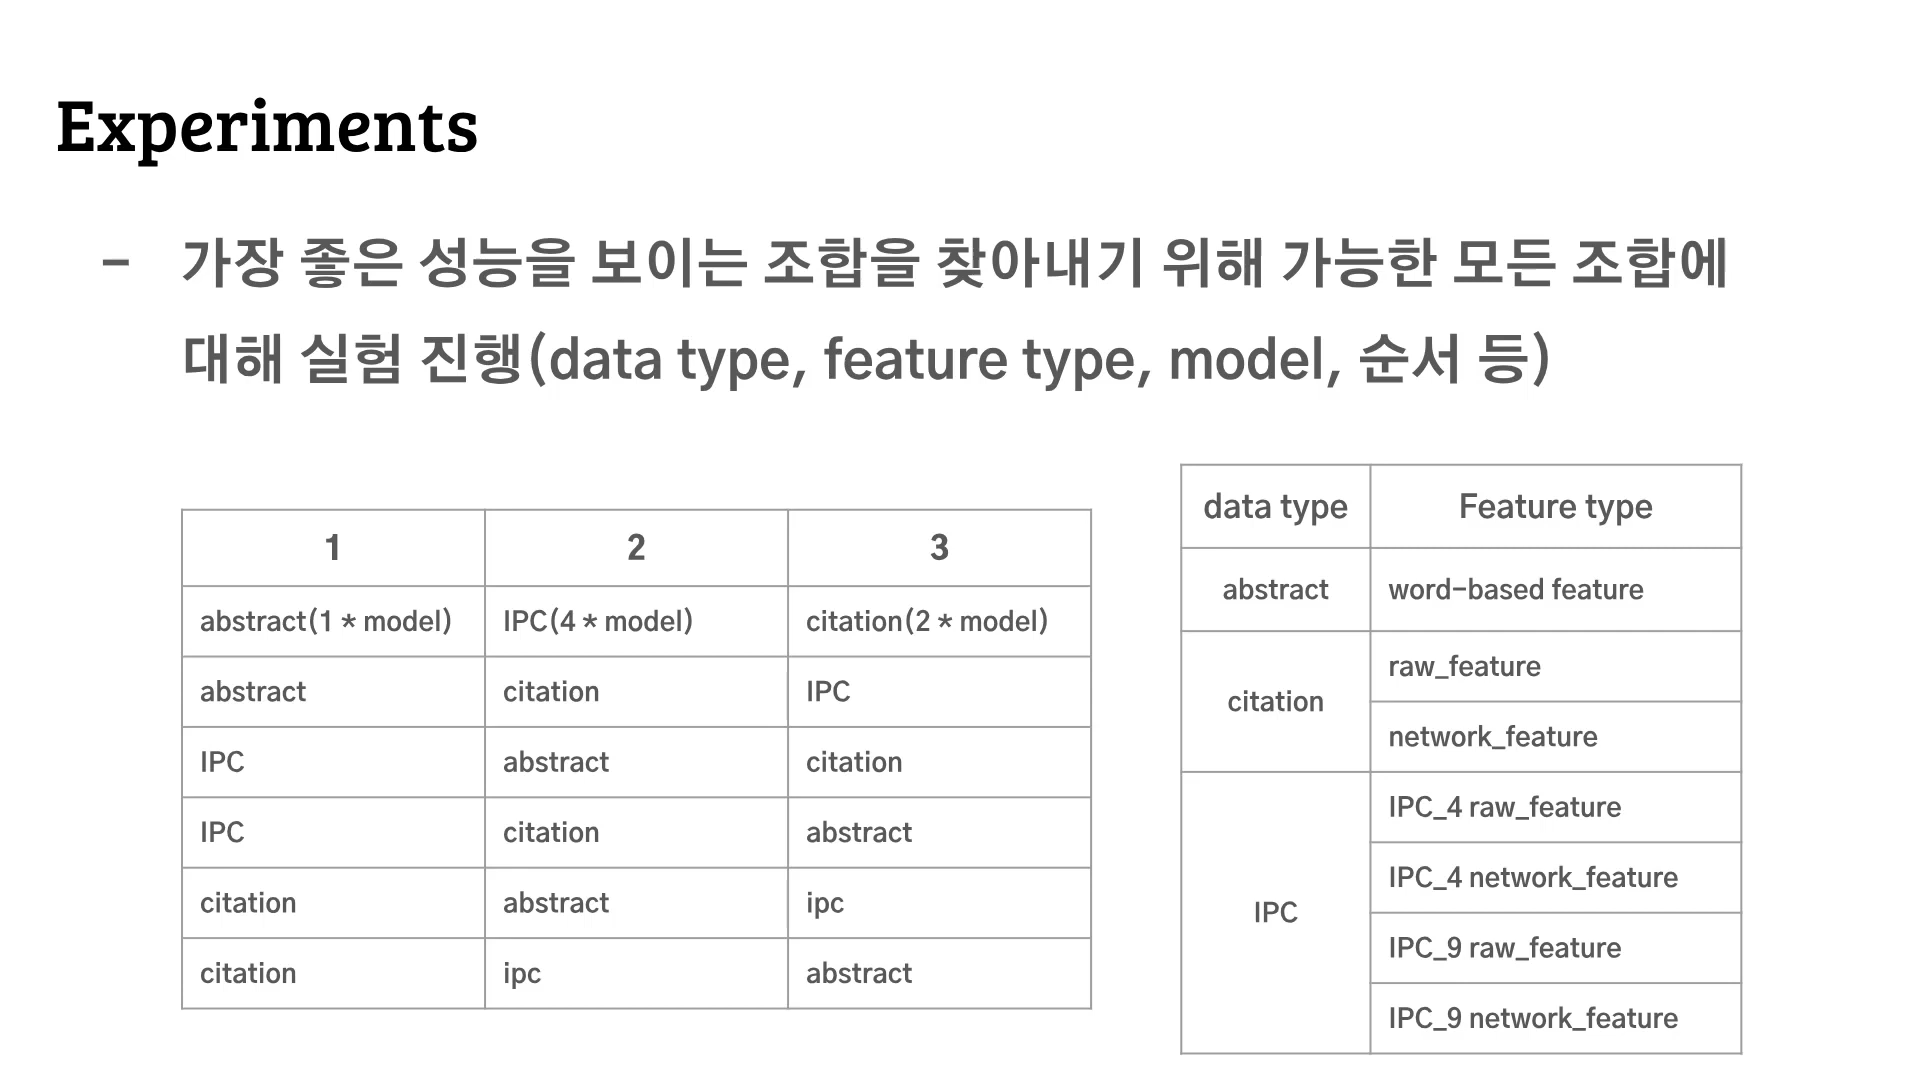 Experiments
- 가장 좋은 성능을 보이는 조합을 찾아내기 위해 가능한 모든 조합에
대해 실험 진행(data type, feature type, model, 순서 등)
1 2 3
abstract(1 * model) IPC(4 * model) citation(2 * model)
abstract citation IPC
IPC abstract citation
IPC citation abstract
citation abstract ipc
citation ipc abstract
data type Feature type
abstract word-based feature
citation
raw_feature
network_feature
IPC
IPC_4 raw_feature
IPC_4 network_feature
IPC_9 raw_feature
IPC_9 network_feature